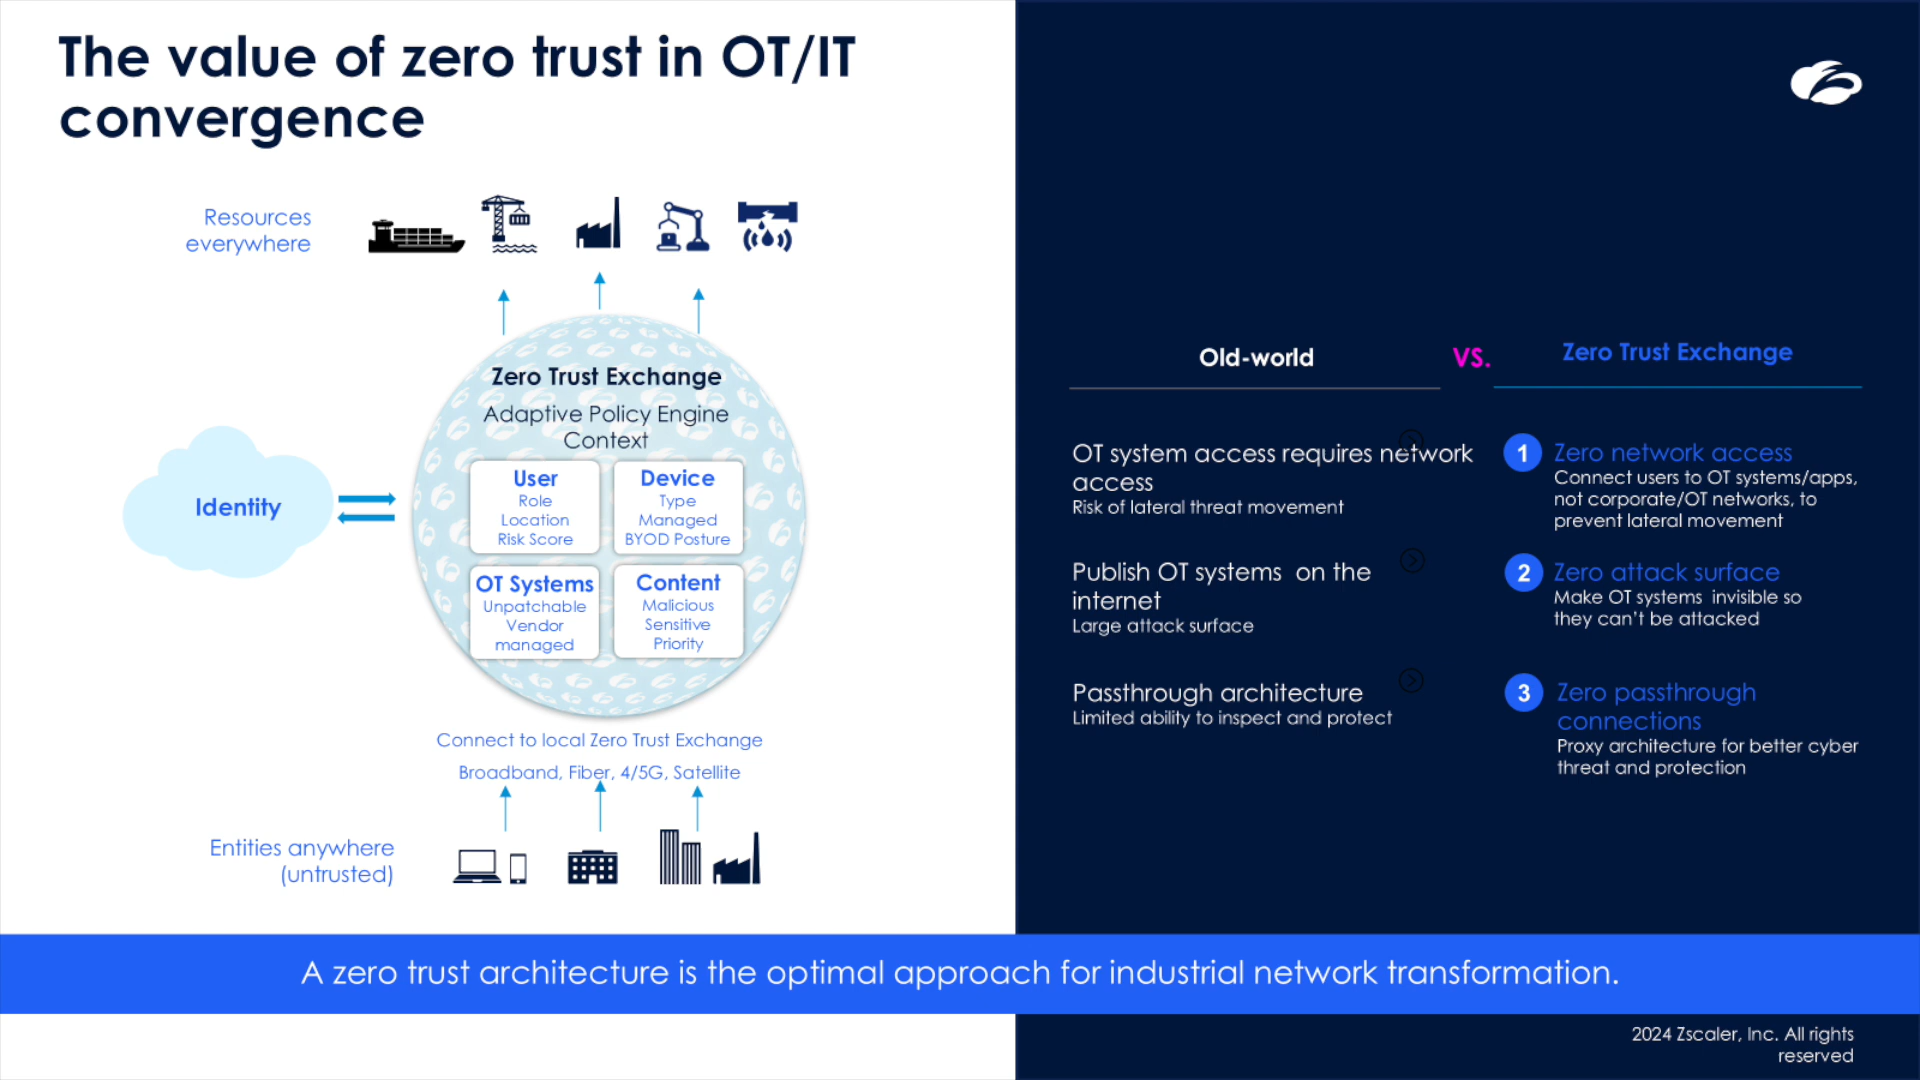 The value of zero trust in OT/IT
convergence
Resources
everywhere
Zero Trust Exchange
Adaptive Policy Engine
Context
User
Role
Location
Risk Score
Device
Type
Managed
BYOD Posture
OT Systems
Unpatchable
Vendor
managed
Content
Malicious
Sensitive
Priority
Identity
Connect to local Zero Trust Exchange
Broadband, Fiber, 4/5G, Satellite
Entities anywhere
(untrusted)
Old-world
VS.
Zero Trust Exchange
OT system access requires network
access
Risk of lateral threat movement
1
Zero network access
Connect users to OT systems/apps,
not corporate/OT networks, to
prevent lateral movement
Publish OT systems  on the
internet
Large attack surface
2
Zero attack surface
Make OT systems  invisible so
they can't be attacked
Passthrough architecture
Limited ability to inspect and protect
3
Zero passthrough
connections
Proxy architecture for better cyber
threat and protection
A zero trust architecture is the optimal approach for industrial network transformation.
2024 Zscaler, Inc. All rights
reserved